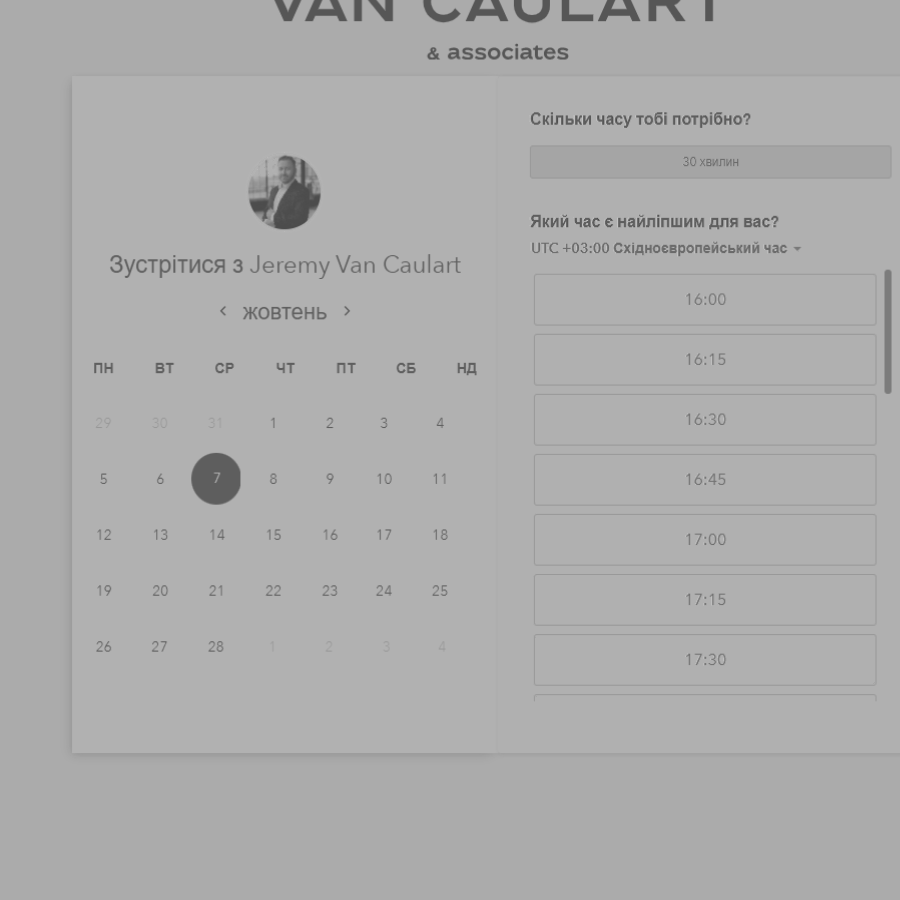 VAN CAULART
& associates
Зустрітися з Jeremy Van Caulart
жовтень
ПН ВТ СР ЧТ ПТ СБ НД
29 30 31 1 2 3 4
5 6 7 8 9 10 11
12 13 14 15 16 17 18
19 20 21 22 23 24 25
26 27 28 1 2 3 4
Скільки часу тобі потрібно?
30 хвилин
Який час є найліпшим для вас?
UTC +03:00 Східноєвропейський час
16:00
16:15
16:30
16:45
17:00
17:15
17:30